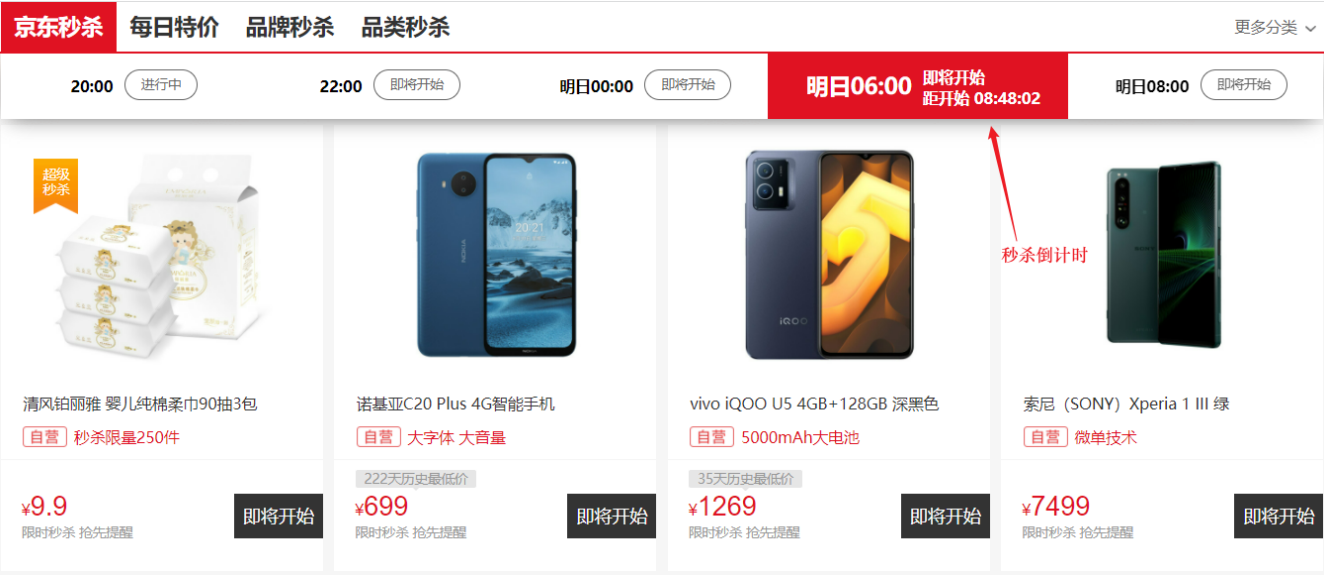 京东秒杀 每日特价 品牌秒杀 品类秒杀 更多分类
20:00 进行中 22:00 即将开始 明日00:00 即将开始 明日06:00 即将开始 距开始 08:48:02 明日08:00 即将开始
超级
秒杀
20:21
NOKIA
iQOO
SONY
秒杀倒计时
清风铂丽雅 婴儿纯棉柔巾90抽3包
自营 秒杀限量250件
¥9.9
限时秒杀 抢先提醒
即将开始
诺基亚C20 Plus 4G智能手机
自营 大字体 大音量
222天历史最低价
¥699
限时秒杀 抢先提醒
即将开始
vivo iQOO U5 4GB+128GB 深黑色
自营 5000mAh大电池
35天历史最低价
¥1269
限时秒杀 抢先提醒
即将开始
索尼（SONY）Xperia 1 III 绿
自营 微单技术
¥7499
限时秒杀 抢先提醒
即将开始